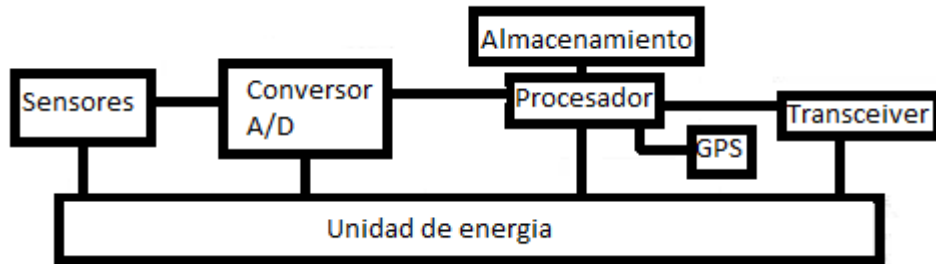 Almacenamiento
Sensores
Conversor
A/D
Procesador
Transceiver
GPS
Unidad de energia